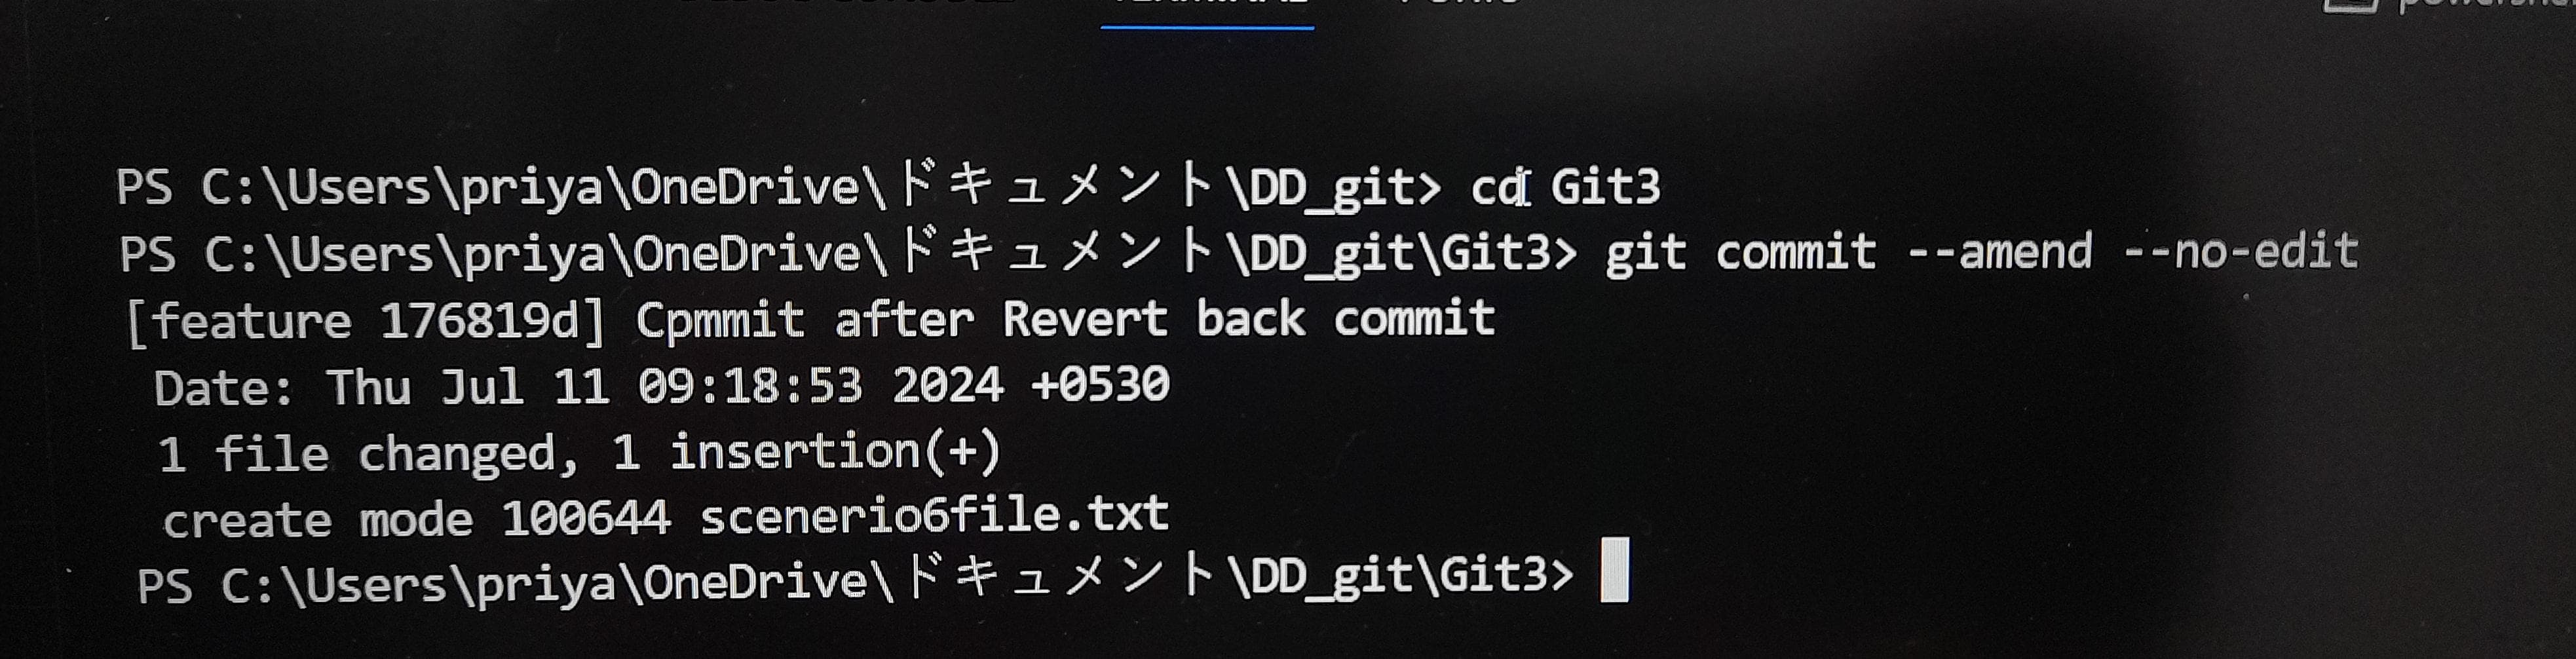 PS C:\Users\priya\OneDrive\ドキュメント\DD_git> cd Git3
PS C:\Users\priya\OneDrive\ドキュメント\DD_git\Git3> git commit --amend --no-edit
[feature 176819d] Cpmmit after Revert back commit
Date: Thu Jul 11 09:18:53 2024 +0530
1 file changed, 1 insertion(+)
create mode 100644 scenerio6file.txt
PS C:\Users\priya\OneDrive\ドキュメント\DD_git\Git3>